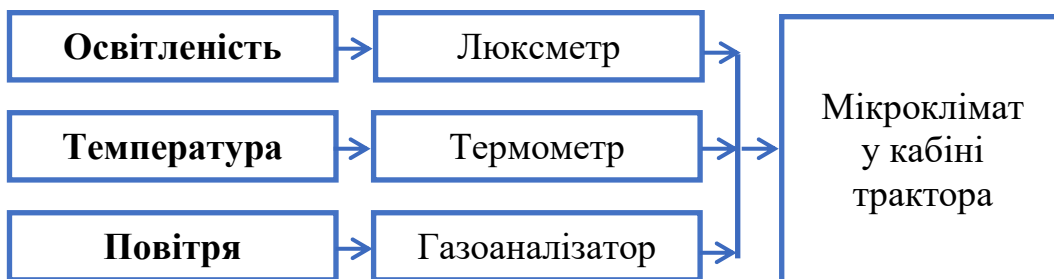 Освітленість
Люксметр
Температура
Термометр
Повітря
Газоаналізатор
Мікроклімат
у кабіні
трактора